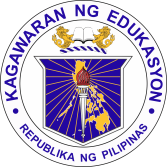 KAGAWARAN NG EDUKASYON
REPUBLIKA NG PILIPINAS